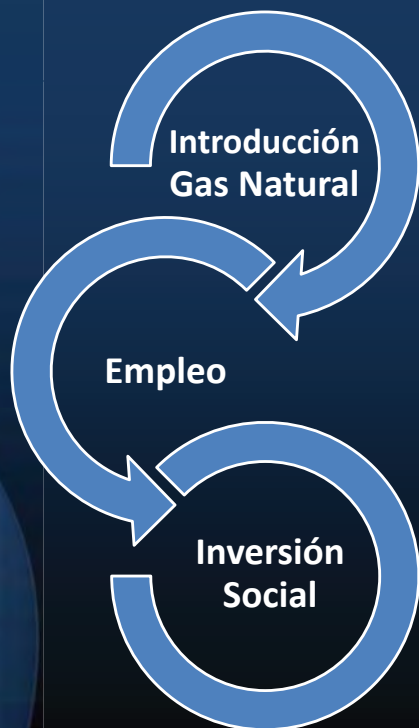 Introducción
Gas Natural
Empleo
Inversión
Social